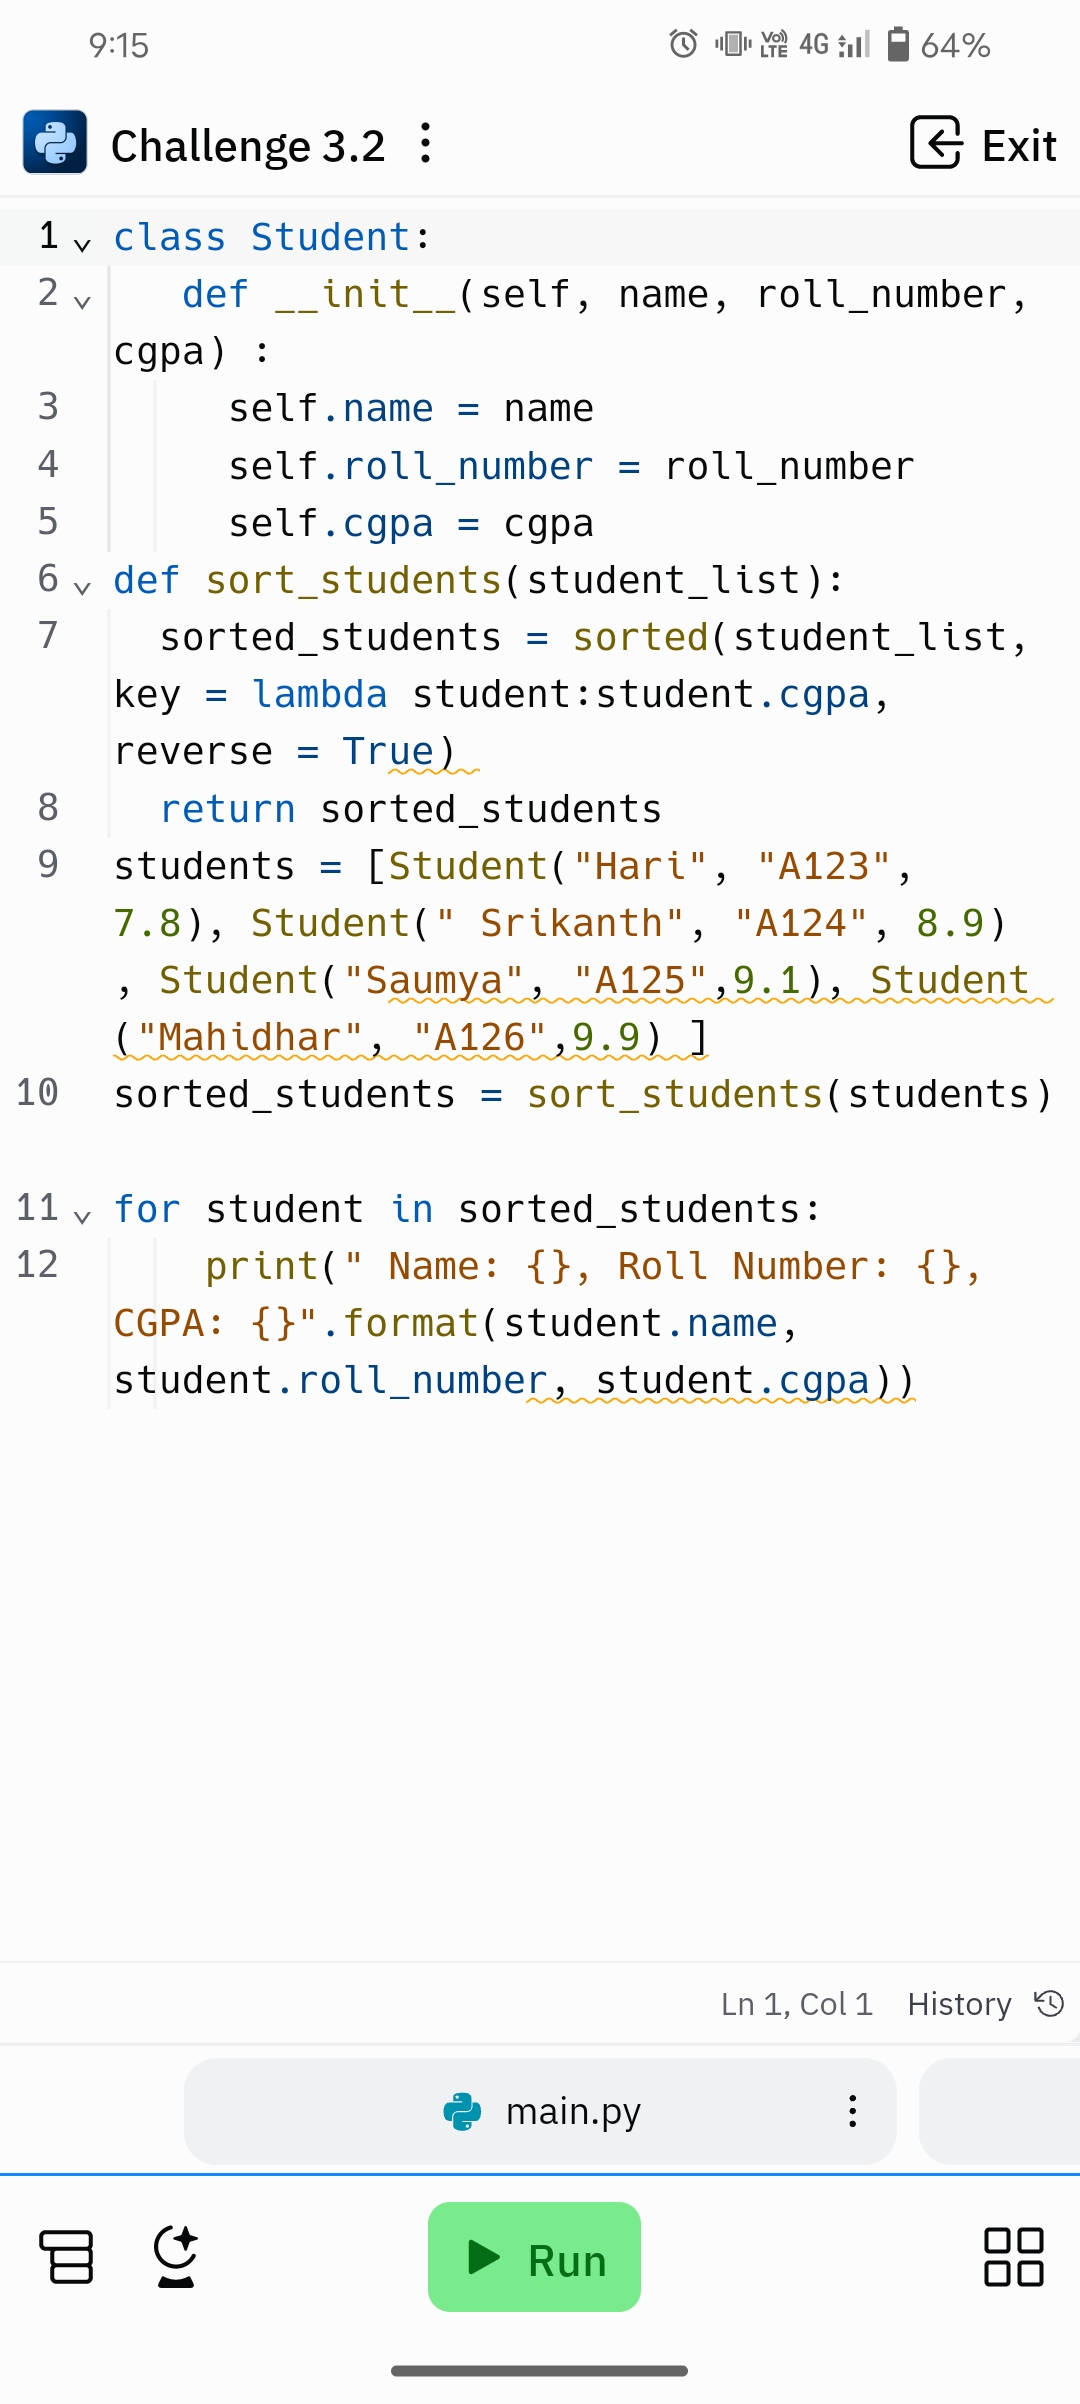 9:15
Vo)) LTE 4G 64%
Challenge 3.2 Exit
1 class Student:
2 def __init__(self, name, roll_number,
cgpa) :
3 self.name = name
4 self.roll_number = roll_number
5 self.cgpa = cgpa
6 def sort_students(student_list):
7 sorted_students = sorted(student_list,
key = lambda student:student.cgpa,
reverse = True)
8 return sorted_students
9 students = [Student("Hari", "A123",
7.8), Student(" Srikanth", "A124", 8.9)
, Student("Saumya", "A125",9.1), Student
("Mahidhar", "A126",9.9) ]
10 sorted_students = sort_students(students)
11 for student in sorted_students:
12 print(" Name: {}, Roll Number: {},
CGPA: {}".format(student.name,
student.roll_number, student.cgpa))
Ln 1, Col 1 History
main.py
Run